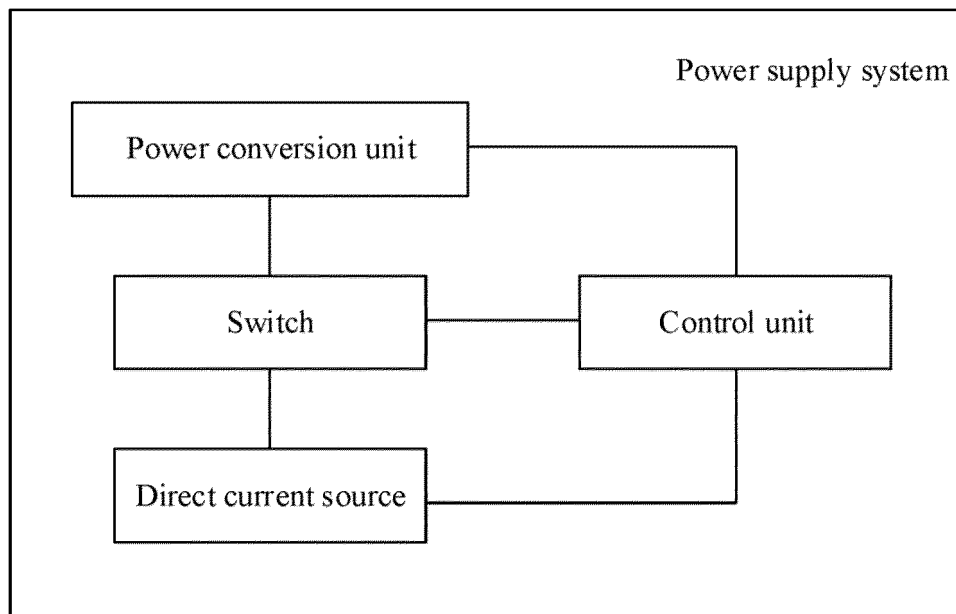 Power supply system
Power conversion unit
Switch
Control unit
Direct current source